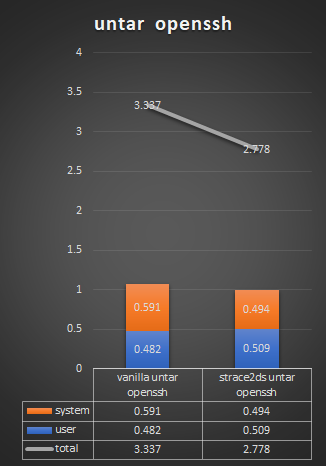 untar openssh
4
3.5
3.337
3
2.778
2.5
2
1.5
1
0.591 0.494
0.5
0.482 0.509
0
vanilla untar openssh strace2ds untar openssh
system 0.591 0.494
user 0.482 0.509
total 3.337 2.778